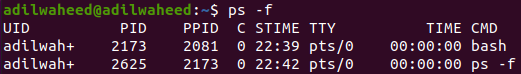 adilwaheed@adilwaheed:~$ ps -f
UID          PID    PPID  C STIME TTY          TIME CMD
adilwah+    2173    2081  0 22:39 pts/0    00:00:00 bash
adilwah+    2625    2173  0 22:42 pts/0    00:00:00 ps -f